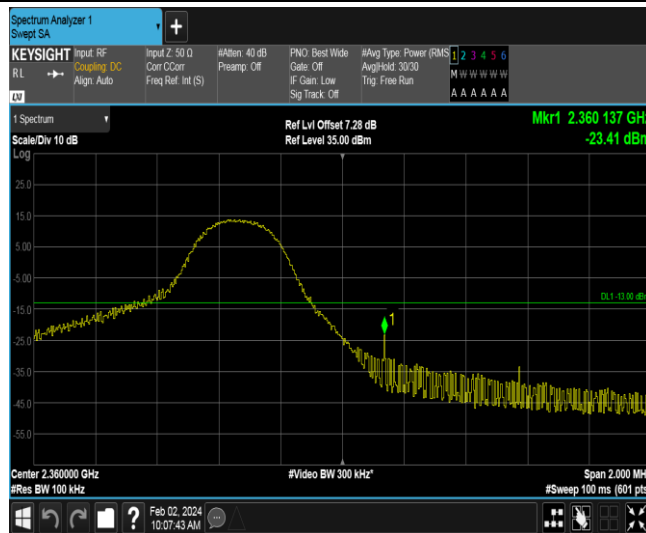 Spectrum Analyzer 1
Swept SA
+
KEYSIGHT
RL
LXI
Input: RF
Coupling: DC
Align: Auto
Input Z: 50 Ω
Corr CCorr
Freq Ref: Int (S)
#Atten: 40 dB
Preamp: Off
PNO: Best Wide
Gate: Off
IF Gain: Low
Sig Track: Off
#Avg Type: Power (RMS
Avg|Hold: 30/30
Trig: Free Run
1 2 3 4 5 6
M W W W W W
A A A A A A
1 Spectrum
Scale/Div 10 dB
Log
Ref Lvl Offset 7.28 dB
Ref Level 35.00 dBm
Mkr1 2.360 137 GHz
-23.41 dBm
25.0
15.0
5.00
-5.00
DL1 -13.00 dBm
-15.0
1
-25.0
-35.0
-45.0
-55.0
Center 2.360000 GHz
#Res BW 100 kHz
#Video BW 300 kHz*
Span 2.000 MH
#Sweep 100 ms (601 pts
Feb 02, 2024
10:07:43 AM
?